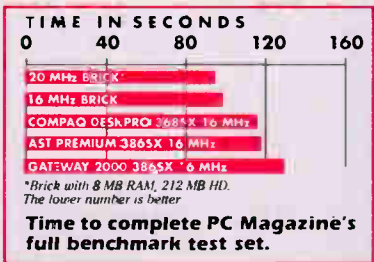 TIME IN SECONDS
0 40 80 120 160
20 MHz BRICK*
16 MHz BRICK
COMPAQ DESKPRO 368SX 16 MHz
AST PREMIUM 386SX 16 MHz
GATEWAY 2000 386SX 16 MHz
*Brick with 8 MB RAM, 212 MB HD.
The lower number is better
Time to complete PC Magazine's
full benchmark test set.